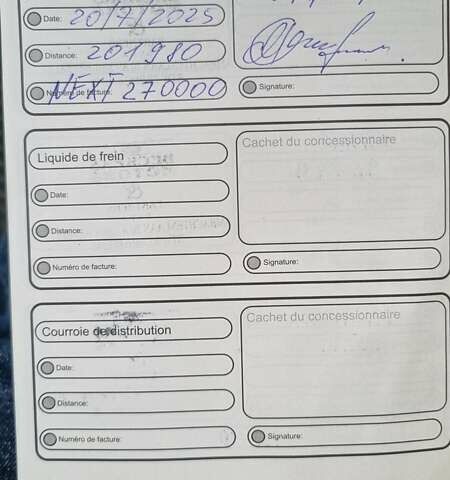 Date: 20/7/2025
Distance: 201980
Numéro de facture: NEXT 270000
Signature:
Liquide de frein
Cachet du concessionnaire
Date:
Distance:
Numéro de facture:
Signature:
Courroie de distribution
Cachet du concessionnaire
Date:
Distance:
Numéro de facture:
Signature: